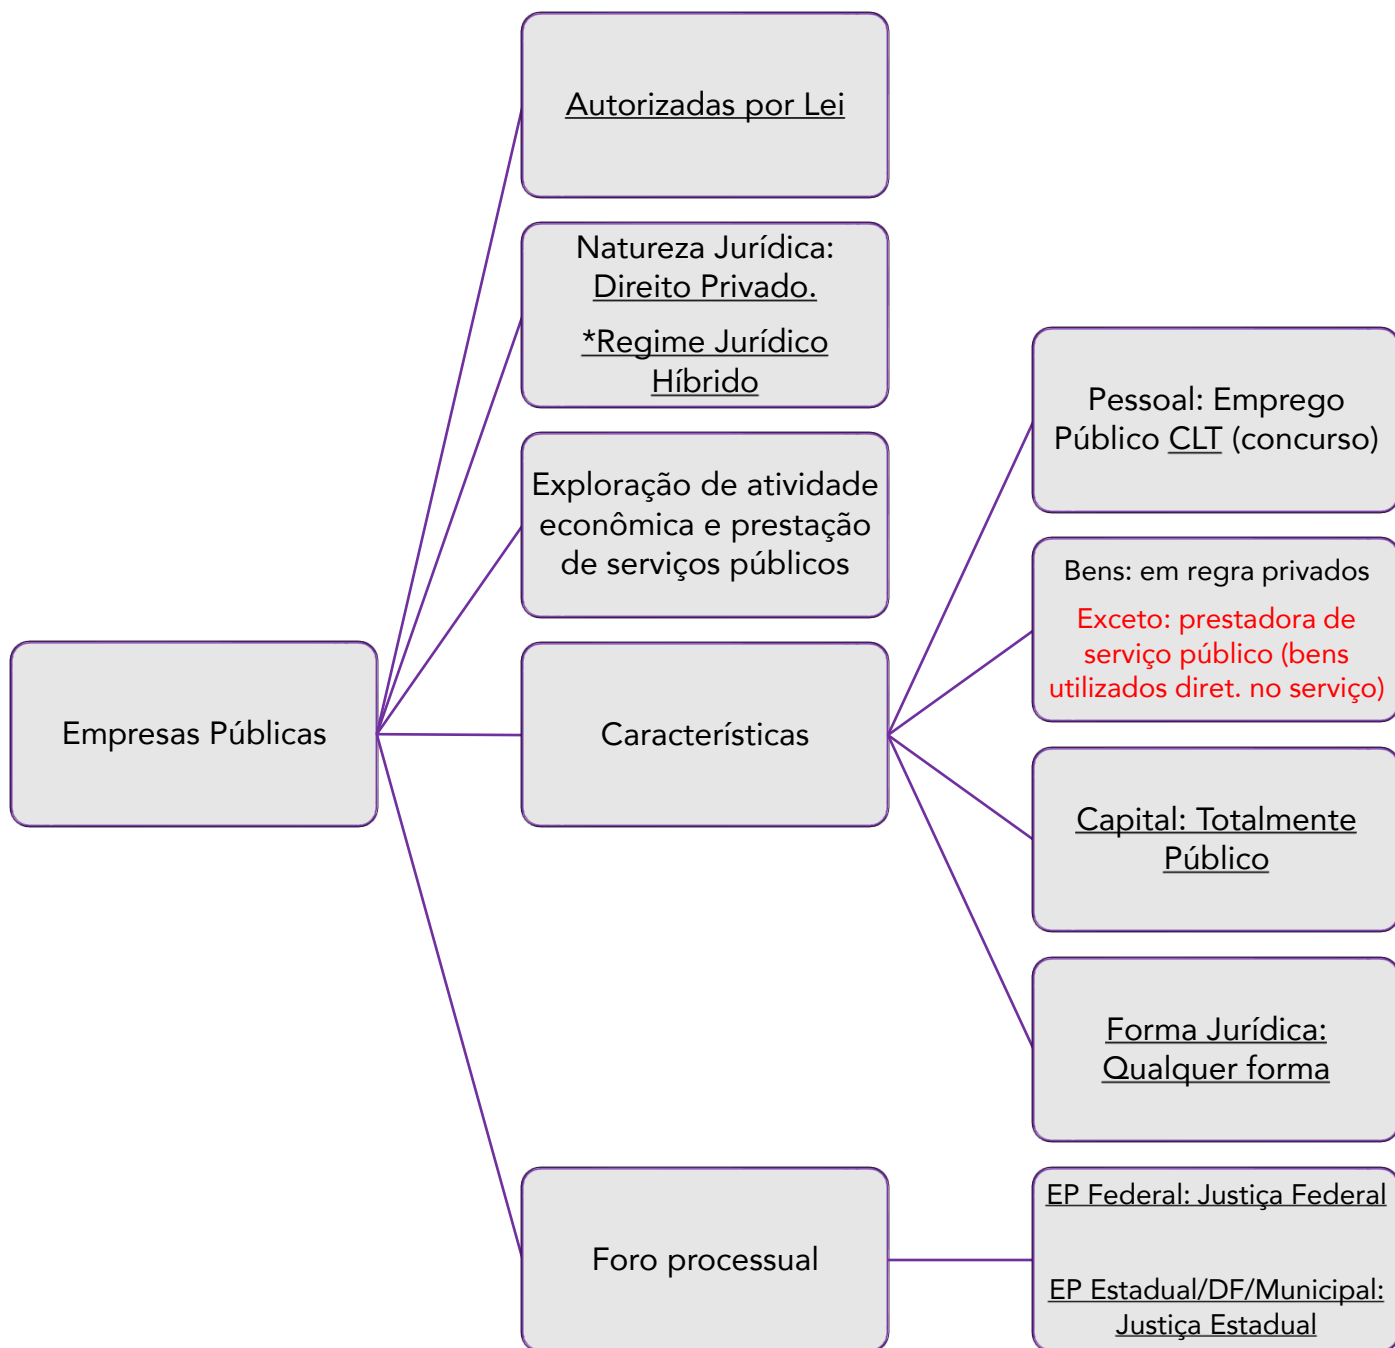 Autorizadas por Lei
Natureza Jurídica:
Direito Privado.
*Regime Jurídico
Híbrido
Exploração de atividade
econômica e prestação
de serviços públicos
Empresas Públicas
Características
Pessoal: Emprego
Público CLT (concurso)
Bens: em regra privados
Exceto: prestadora de
serviço público (bens
utilizados diret. no serviço)
Capital: Totalmente
Público
Forma Jurídica:
Qualquer forma
Foro processual
EP Federal: Justiça Federal
EP Estadual/DF/Municipal:
Justiça Estadual